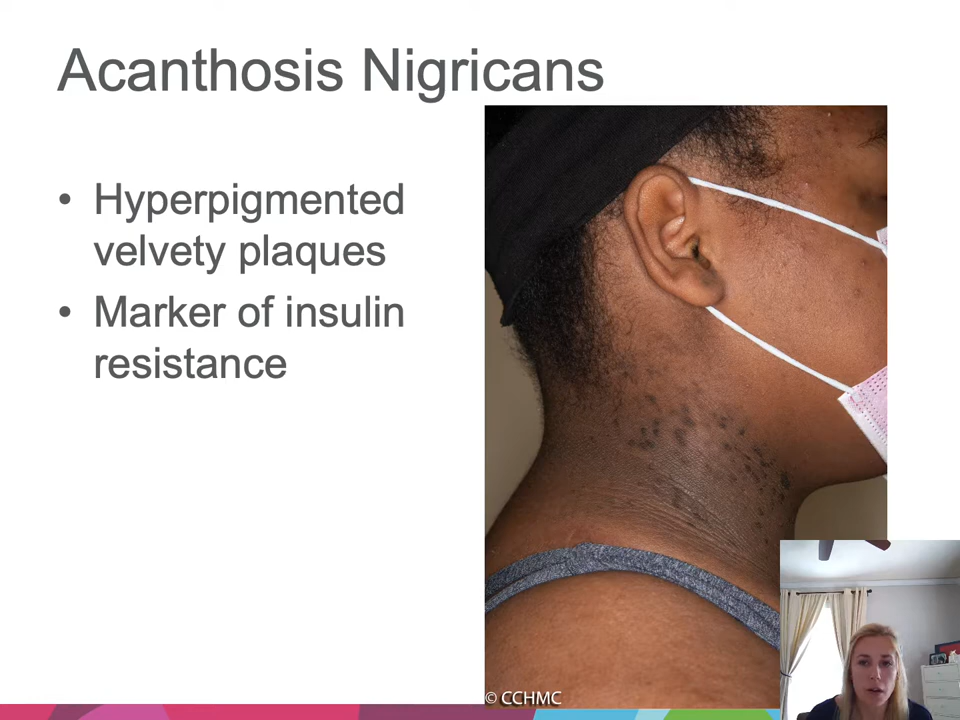 Acanthosis Nigricans
• Hyperpigmented
velvety plaques
• Marker of insulin
resistance
© CCHMC